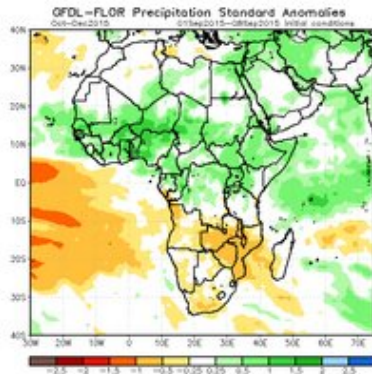 GFDL-FLOR Precipitation Standard Anomalies
Oct-Dec2015 01Sep2015-08Sep2015 initial conditions
40N
30N
20N
10N
EQ
10S
20S
30S
40S
30W 20W 10W 0 10E 20E 30E 40E 50E 60E 70E
-2.5 -2 -1.5 -1 -0.5 -0.25 0.25 0.5 1 1.5 2 2.5